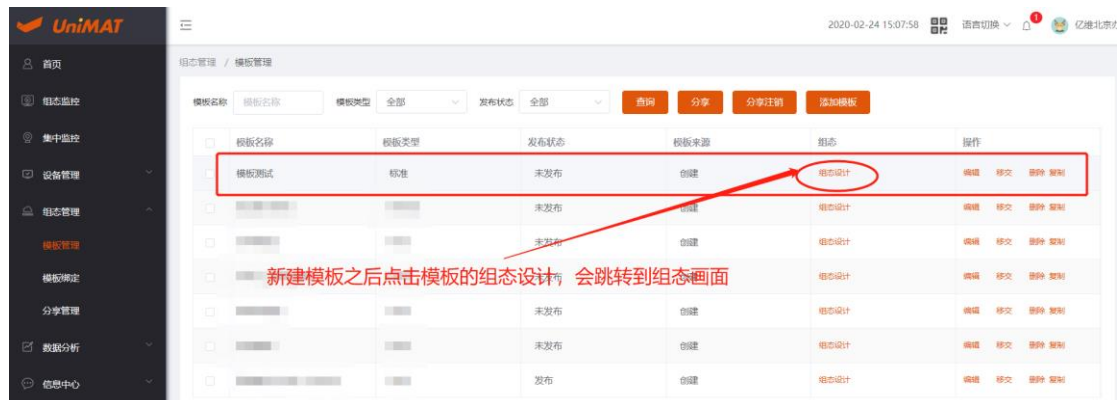 UniMAT
2020-02-24 15:07:58 语言切换 1 亿维北京办
首页
组态监控
集中监控
设备管理
组态管理
模板管理
模板绑定
分享管理
数据分析
信息中心
组态管理 / 模板管理
模板名称 模板名称 模板类型 全部 发布状态 全部 查询 分享 分享注销 添加模板
模板名称 模板类型 发布状态 模板来源 组态 操作
模板测试 标准 未发布 创建 组态设计 编辑 移交 删除 复制
未发布 创建 组态设计 编辑 移交 删除 复制
未发布 创建 组态设计 编辑 移交 删除 复制
新建模板之后点击模板的组态设计，会跳转到组态画面
未发布 创建 组态设计 编辑 移交 删除 复制
未发布 创建 组态设计 编辑 移交 删除 复制
未发布 创建 组态设计 编辑 移交 删除 复制
发布 创建 组态设计 编辑 移交 删除 复制